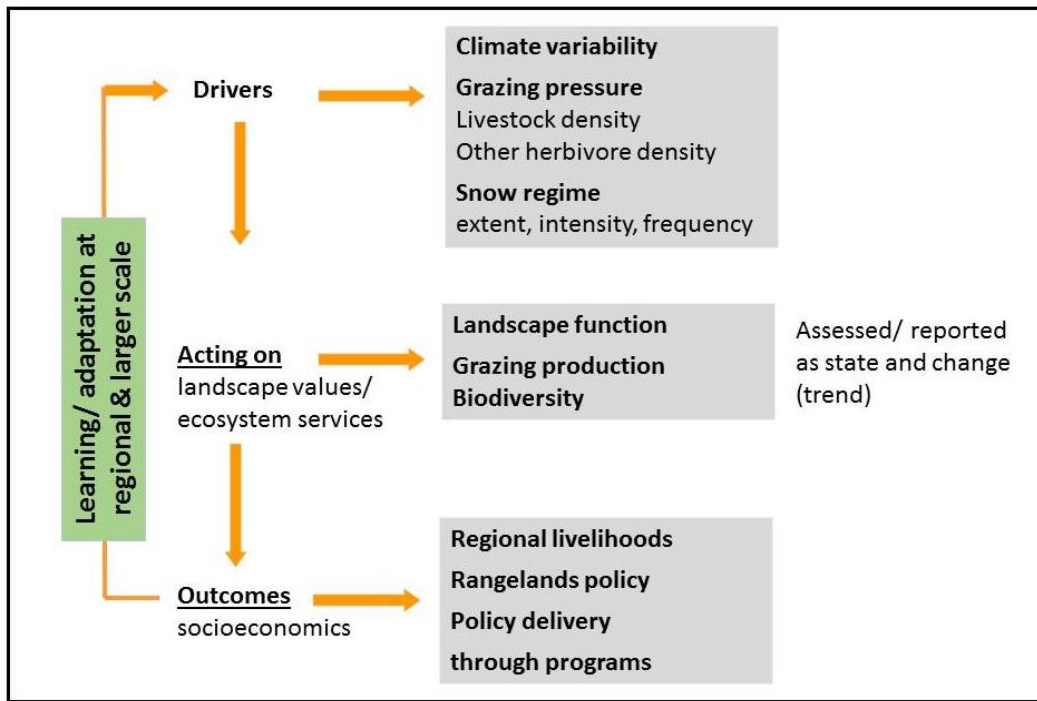 Learning/ adaptation at
regional & larger scale
Drivers
Climate variability
Grazing pressure
Livestock density
Other herbivore density
Snow regime
extent, intensity, frequency
Acting on
landscape values/
ecosystem services
Landscape function
Grazing production
Biodiversity
Assessed/ reported
as state and change
(trend)
Outcomes
socioeconomics
Regional livelihoods
Rangelands policy
Policy delivery
through programs